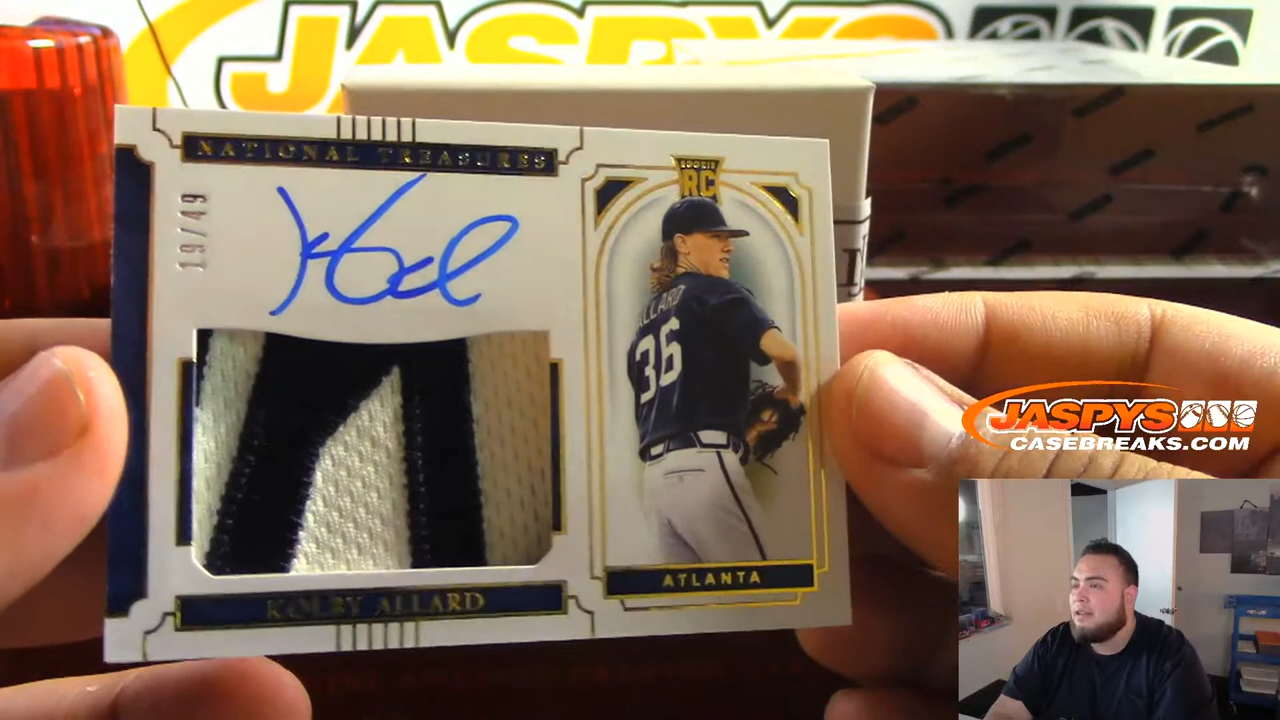 JASPYS
NATIONAL TREASURES
19/49
ROOKIE
RC
ALLARD
36
ATLANTA
KOLBY ALLARD
JASPYS
CASEBREAKS.COM